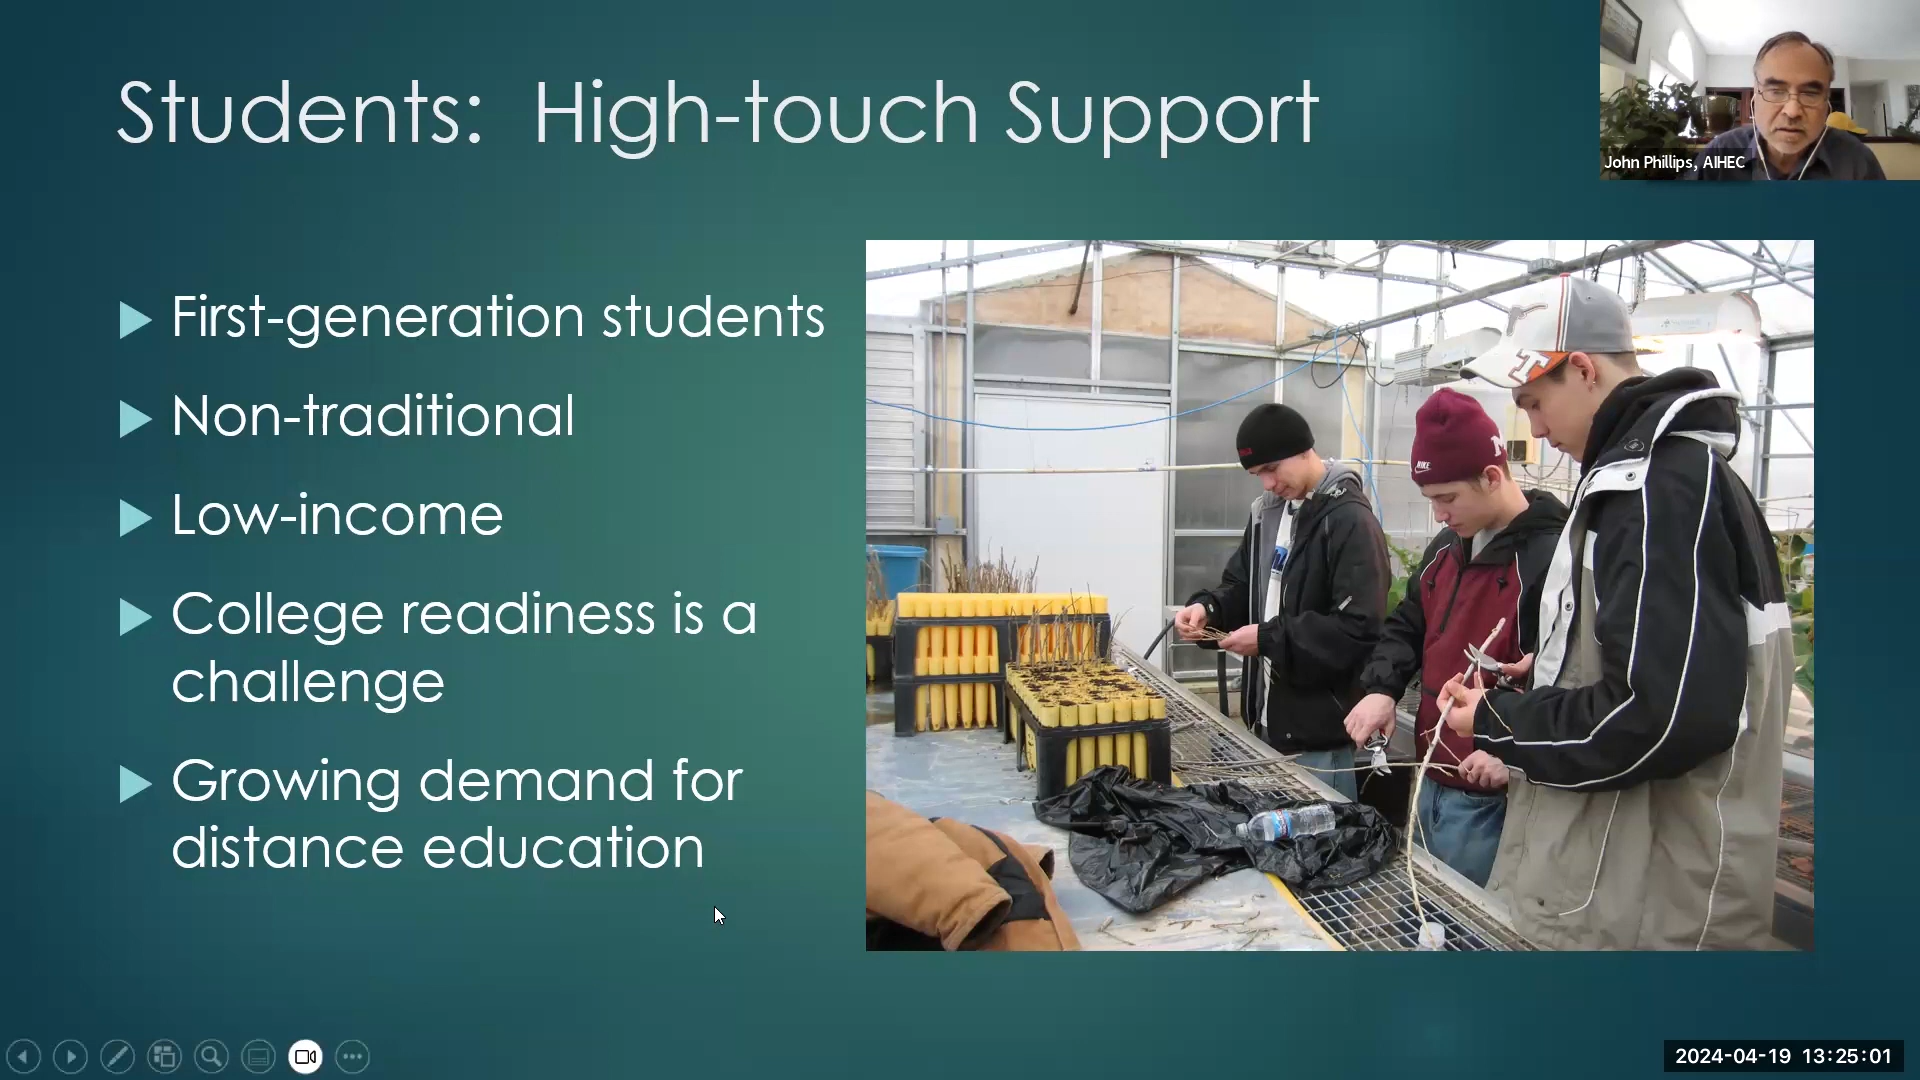 Students:  High-touch Support
John Phillips, AIHEC
First-generation students
Non-traditional
Low-income
College readiness is a
challenge
Growing demand for
distance education
NIKE
M
T
2024-04-19 13:25:01